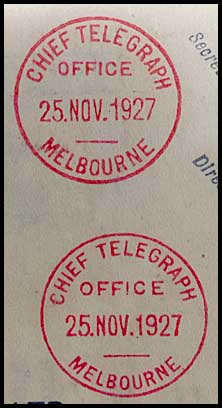 CHIEF TELEGRAPH
OFFICE
25.NOV.1927
MELBOURNE
CHIEF TELEGRAPH
OFFICE
25.NOV.1927
MELBOURNE